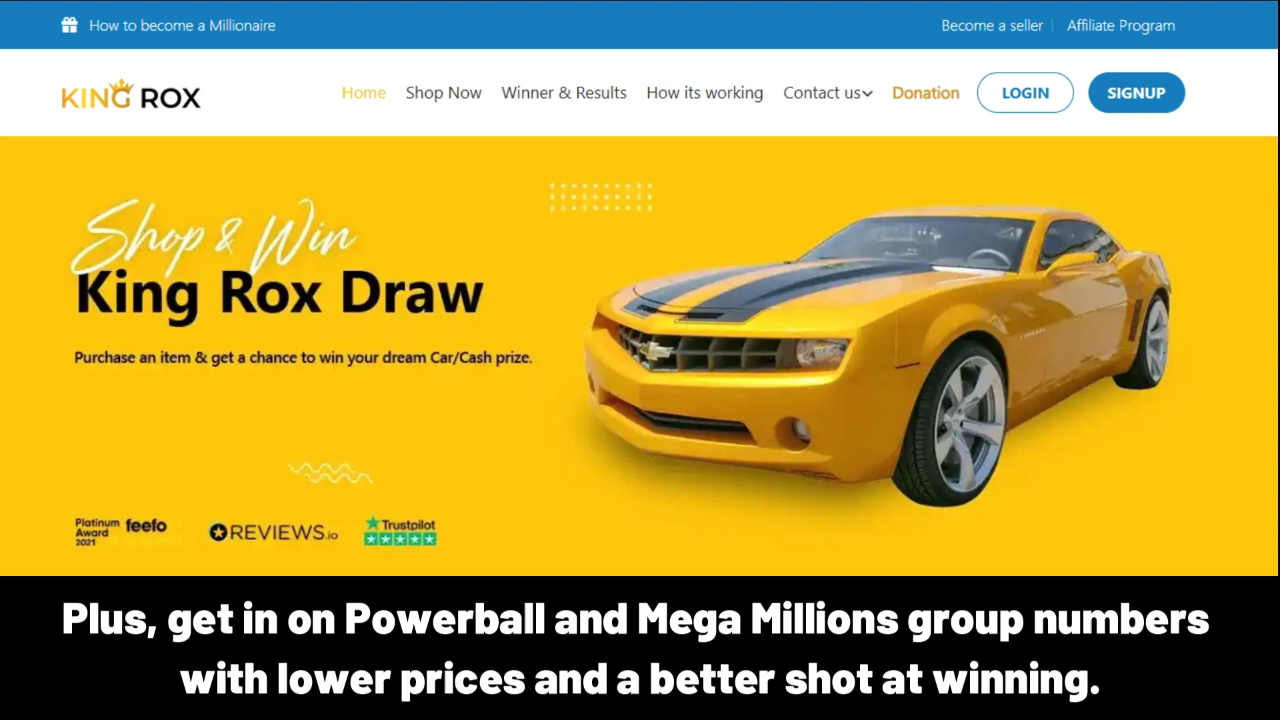 How to become a Millionaire
Become a seller
Affiliate Program
KING ROX
Home
Shop Now
Winner & Results
How its working
Contact us
Donation
LOGIN
SIGNUP
Shop & Win
King Rox Draw
Purchase an item & get a chance to win your dream Car/Cash prize.
Platinum
Award
2021
feefo
REVIEWS.io
Trustpilot
Plus, get in on Powerball and Mega Millions group numbers
with lower prices and a better shot at winning.